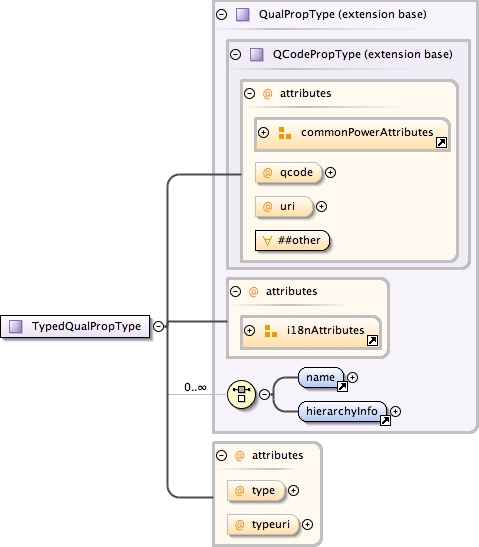 QualPropType (extension base)
QCodePropType (extension base)
@ attributes
commonPowerAttributes
@ qcode
@ uri
∀ ##other
@ attributes
i18nAttributes
TypedQualPropType
0..∞
name
hierarchyInfo
@ attributes
@ type
@ typeuri